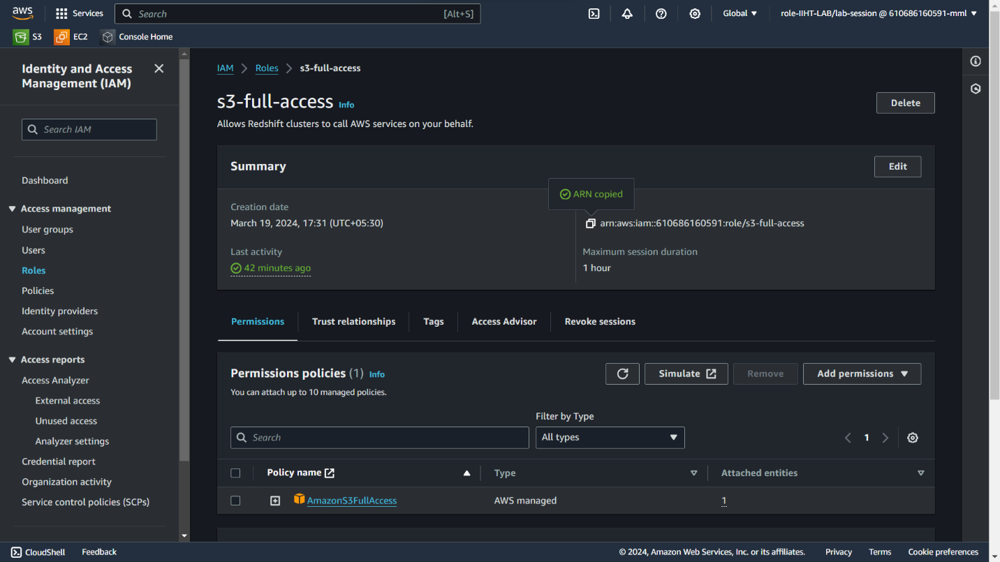 aws
Services
Search
[Alt+S]
Global
role-IIHT-LAB/lab-session @ 610686160591-mml
S3
EC2
Console Home
Identity and Access
Management (IAM)
Search IAM
Dashboard
Access management
User groups
Users
Roles
Policies
Identity providers
Account settings
Access reports
Access Analyzer
External access
Unused access
Analyzer settings
Credential report
Organization activity
Service control policies (SCPs)
IAM
Roles
s3-full-access
s3-full-access Info
Delete
Allows Redshift clusters to call AWS services on your behalf.
Summary
Edit
ARN copied
Creation date
March 19, 2024, 17:31 (UTC+05:30)
arn:aws:iam::610686160591:role/s3-full-access
Last activity
42 minutes ago
Maximum session duration
1 hour
Permissions
Trust relationships
Tags
Access Advisor
Revoke sessions
Permissions policies (1) Info
You can attach up to 10 managed policies.
Simulate
Remove
Add permissions
Filter by Type
Search
All types
1
Policy name
Type
Attached entities
AmazonS3FullAccess
AWS managed
1
CloudShell
Feedback
© 2024, Amazon Web Services, Inc. or its affiliates.
Privacy
Terms
Cookie preferences